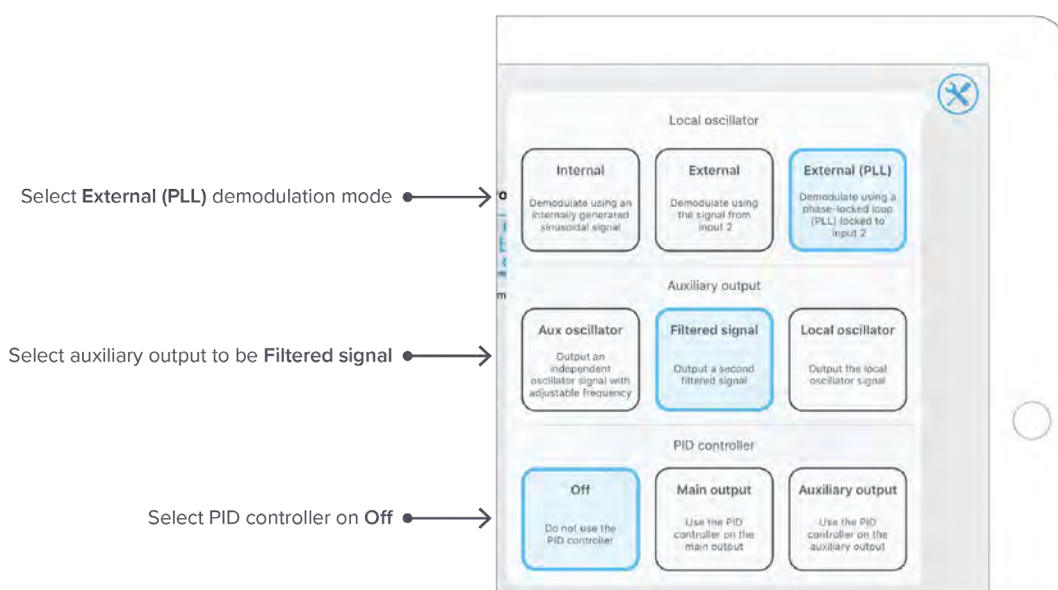 Local oscillator
Select External (PLL) demodulation mode
Internal
Demodulate using an
internally generated
sinusoidal signal
External
Demodulate using
the signal from
input 2
External (PLL)
Demodulate using a
phase-locked loop
(PLL) locked to
input 2
Auxiliary output
Select auxiliary output to be Filtered signal
Aux oscillator
Output an
independent
oscillator signal with
adjustable frequency
Filtered signal
Output a second
filtered signal
Local oscillator
Output the local
oscillator signal
PID controller
Select PID controller on Off
Off
Do not use the
PID controller
Main output
Use the PID
controller on the
main output
Auxiliary output
Use the PID
controller on the
auxiliary output